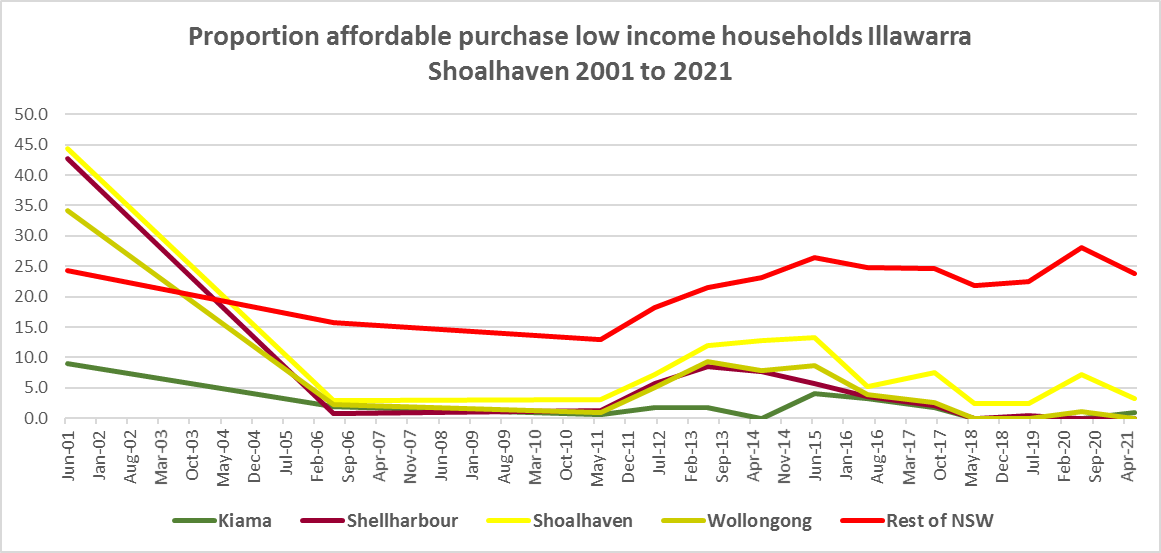 Proportion affordable purchase low income households Illawarra
Shoalhaven 2001 to 2021
50.0
45.0
40.0
35.0
30.0
25.0
20.0
15.0
10.0
5.0
0.0
Jun-01
Jan-02
Aug-02
Mar-03
Oct-03
May-04
Dec-04
Jul-05
Feb-06
Sep-06
Apr-07
Nov-07
Jun-08
Jan-09
Aug-09
Mar-10
Oct-10
May-11
Dec-11
Jul-12
Feb-13
Sep-13
Apr-14
Nov-14
Jun-15
Jan-16
Aug-16
Mar-17
Oct-17
May-18
Dec-18
Jul-19
Feb-20
Sep-20
Apr-21
Kiama Shellharbour Shoalhaven Wollongong Rest of NSW